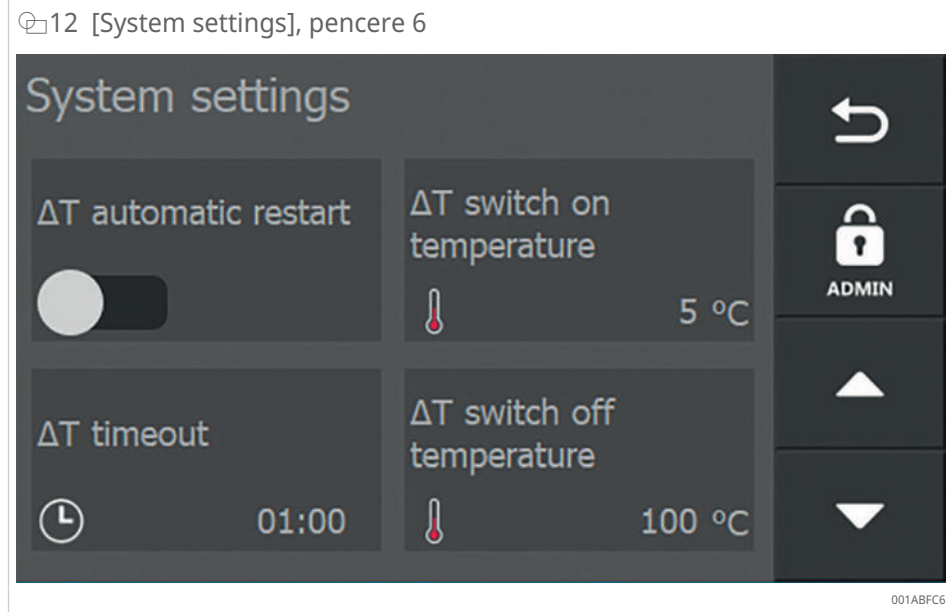 12 [System settings], pencere 6
System settings
ΔT automatic restart
ΔT switch on
temperature
5 °C
ADMIN
ΔT timeout
01:00
ΔT switch off
temperature
100 °C
001ABFC6